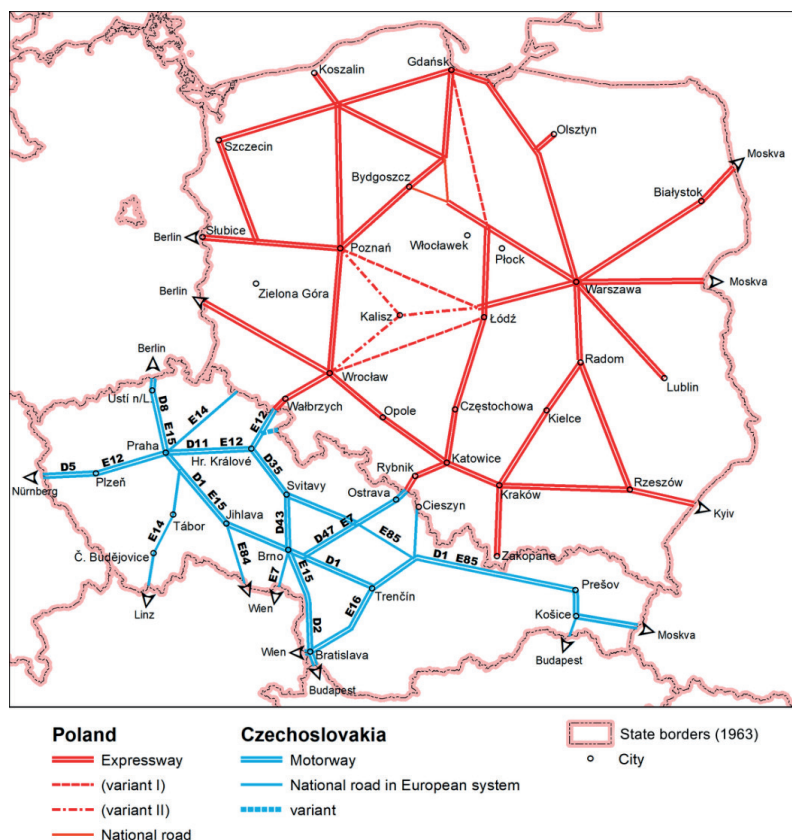 Koszalin
Gdańsk
Olsztyn
Szczecin
Moskva
Bydgoszcz
Białystok
Berlin
Słubice
Poznań
Włocławek
Płock
Moskva
Warszawa
Berlin
Zielona Góra
Kalisz
Łódź
Radom
Berlin
Wrocław
Lublin
Ústí n/L.
Wałbrzych
D8
E14
E15
Opole
Częstochowa
Kielce
E12
Praha
D11
E12
Hr. Králové
Katowice
D5
E12
Plzeň
Nürnberg
D35
Rybnik
Kraków
Rzeszów
D1
E15
Svitavy
Ostrava
Cieszyn
Kyiv
Tábor
Jihlava
D43
D47
E7
E85
E14
Č. Budějovice
Brno
Zakopane
E84
E7
E15
D1
D1
E85
Prešov
Linz
Wien
Wien
Trenčín
E16
Košice
D2
Moskva
Wien
Bratislava
Budapest
Budapest
Poland
Expressway
(variant I)
(variant II)
National road
Czechoslovakia
Motorway
National road in European system
variant
State borders (1963)
City